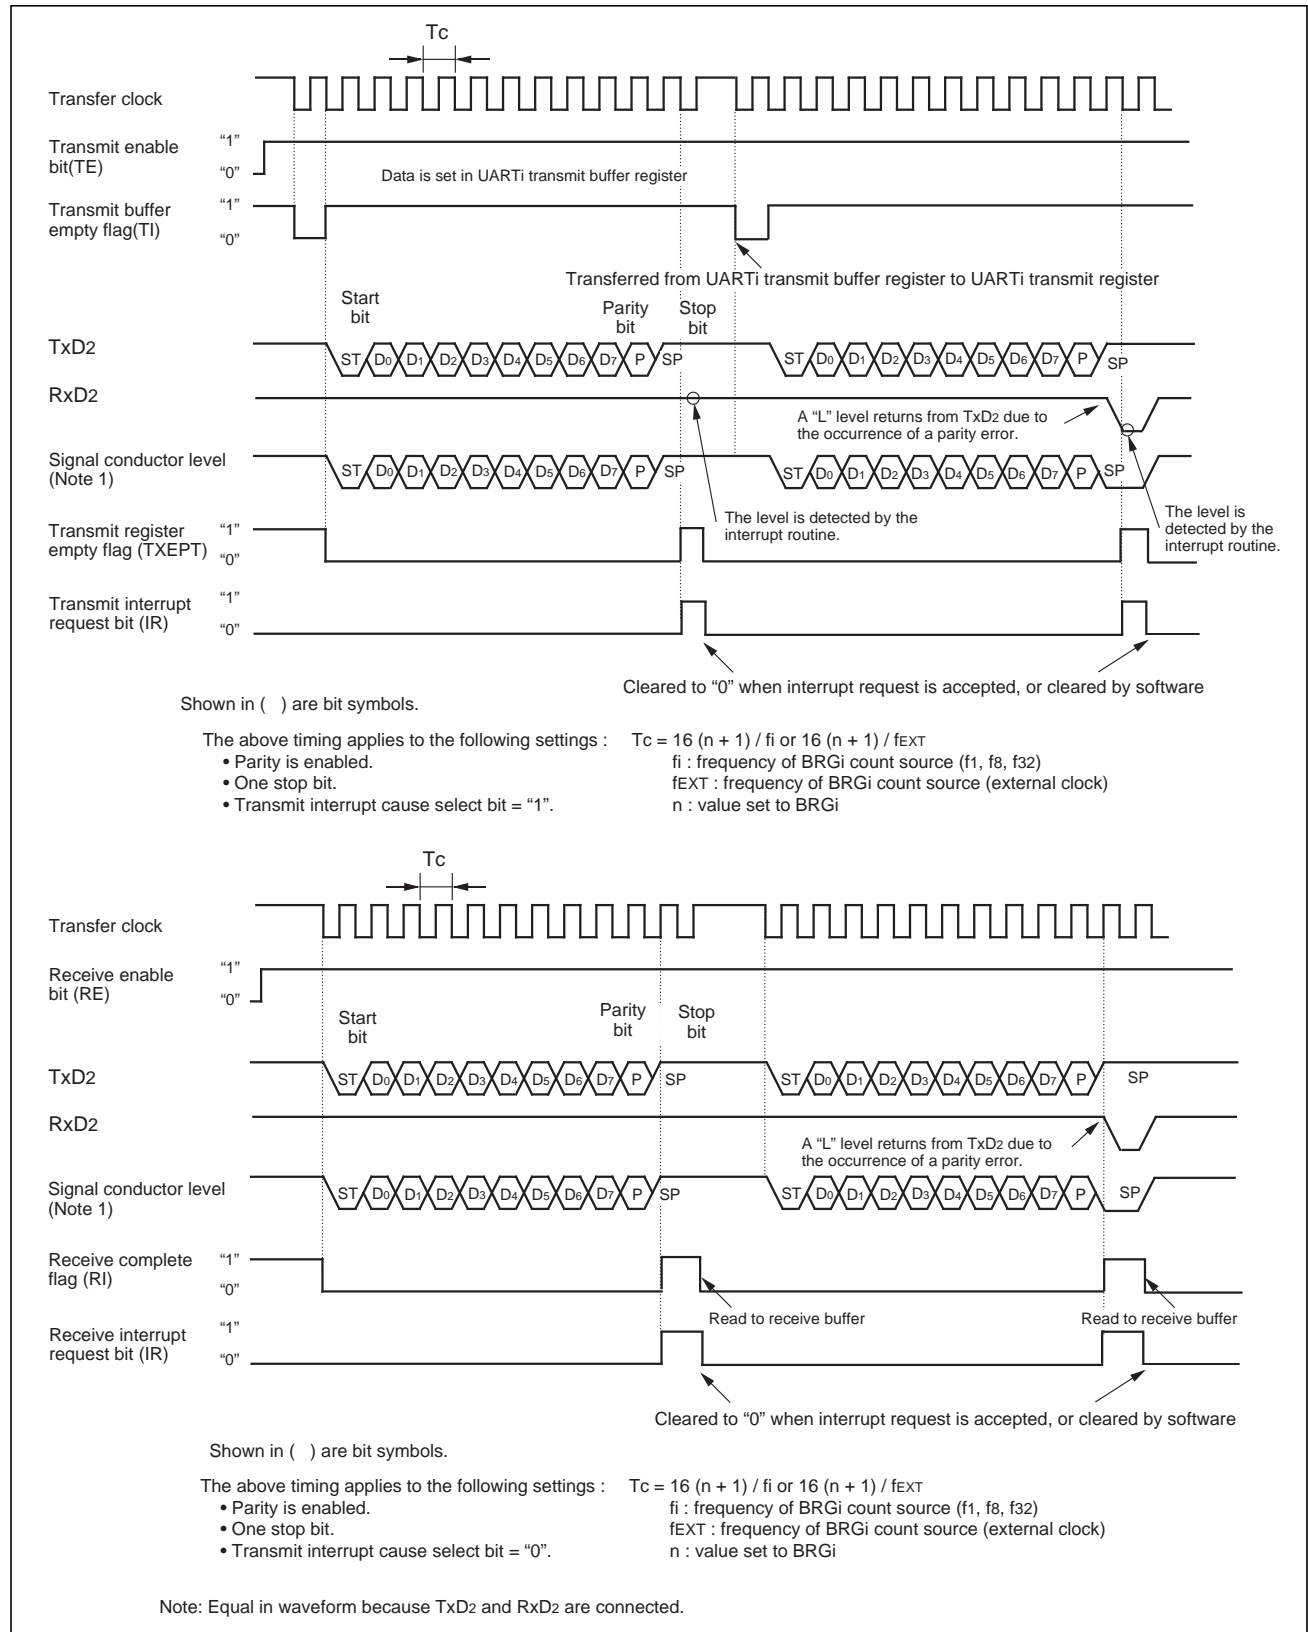 Tc
Transfer clock
Transmit enable
bit(TE)
“1”
“0”
Data is set in UARTi transmit buffer register
Transmit buffer
empty flag(TI)
“1”
“0”
Transferred from UARTi transmit buffer register to UARTi transmit register
Start
bit
Parity
bit
Stop
bit
TxD2
ST D0 D1 D2 D3 D4 D5 D6 D7 P SP ST D0 D1 D2 D3 D4 D5 D6 D7 P SP
RxD2
A “L” level returns from TxD2 due to
the occurrence of a parity error.
Signal conductor level
(Note 1)
ST D0 D1 D2 D3 D4 D5 D6 D7 P SP ST D0 D1 D2 D3 D4 D5 D6 D7 P SP
The level is detected by the
interrupt routine.
The level is
detected by the
interrupt routine.
Transmit register
empty flag (TXEPT)
“1”
“0”
Transmit interrupt
request bit (IR)
“1”
“0”
Cleared to “0” when interrupt request is accepted, or cleared by software
Shown in ( ) are bit symbols.
The above timing applies to the following settings :
• Parity is enabled.
• One stop bit.
• Transmit interrupt cause select bit = “1”.
Tc = 16 (n + 1) / fi or 16 (n + 1) / fEXT
fi : frequency of BRGi count source (f1, f8, f32)
fEXT : frequency of BRGi count source (external clock)
n : value set to BRGi
Tc
Transfer clock
Receive enable
bit (RE)
“1”
“0”
Start
bit
Parity
bit
Stop
bit
TxD2
ST D0 D1 D2 D3 D4 D5 D6 D7 P SP ST D0 D1 D2 D3 D4 D5 D6 D7 P SP
RxD2
A “L” level returns from TxD2 due to
the occurrence of a parity error.
Signal conductor level
(Note 1)
ST D0 D1 D2 D3 D4 D5 D6 D7 P SP ST D0 D1 D2 D3 D4 D5 D6 D7 P SP
Receive complete
flag (RI)
“1”
“0”
Read to receive buffer
Read to receive buffer
Receive interrupt
request bit (IR)
“1”
“0”
Cleared to “0” when interrupt request is accepted, or cleared by software
Shown in ( ) are bit symbols.
The above timing applies to the following settings :
• Parity is enabled.
• One stop bit.
• Transmit interrupt cause select bit = “0”.
Tc = 16 (n + 1) / fi or 16 (n + 1) / fEXT
fi : frequency of BRGi count source (f1, f8, f32)
fEXT : frequency of BRGi count source (external clock)
n : value set to BRGi
Note: Equal in waveform because TxD2 and RxD2 are connected.